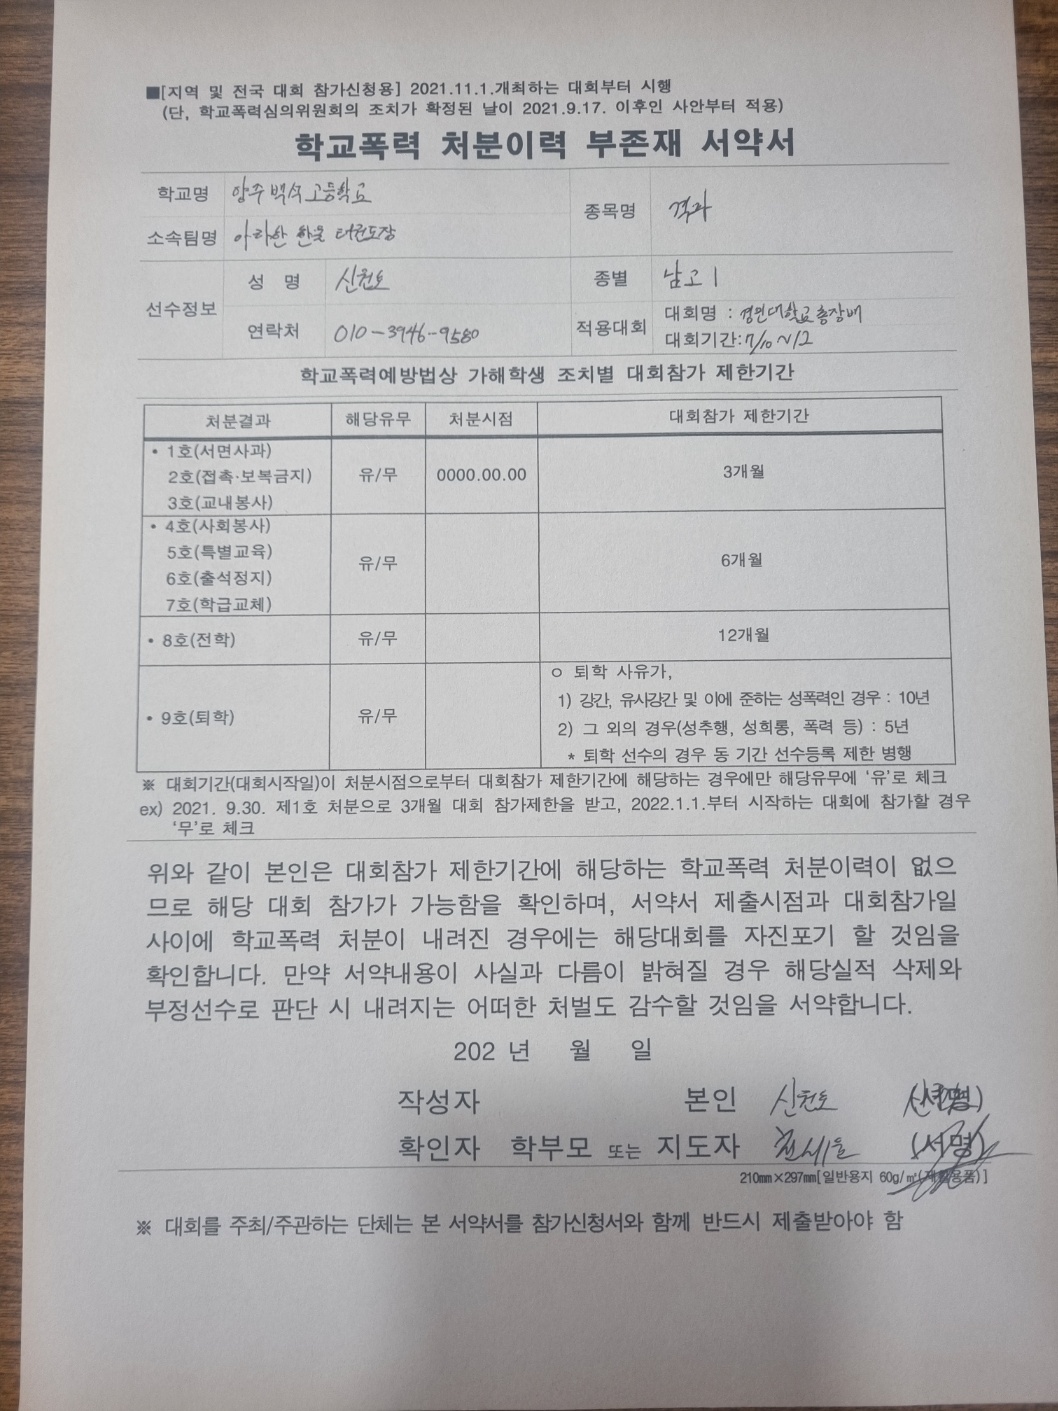 ■[지역 및 전국 대회 참가신청용] 2021.11.1.개최하는 대회부터 시행
(단, 학교폭력심의위원회의 조치가 확정된 날이 2021.9.17. 이후인 사안부터 적용)
학교폭력 처분이력 부존재 서약서
학교명 양주백석고등학교
종목명 격파
소속팀명 아라한 한울 태권도장
선수정보
성 명 신천도
종별 남고 1
연락처 010-3946-9580
적용대회
대회명 : 경민대학교총장배
대회기간:7/10~12
학교폭력예방법상 가해학생 조치별 대회참가 제한기간
처분결과 해당유무 처분시점 대회참가 제한기간
• 1호(서면사과)
2호(접촉·보복금지) 유/무 0000.00.00 3개월
3호(교내봉사)
• 4호(사회봉사)
5호(특별교육)
유/무 6개월
6호(출석정지)
7호(학급교체)
• 8호(전학) 유/무 12개월
• 9호(퇴학) 유/무
ㅇ 퇴학 사유가,
1) 강간, 유사강간 및 이에 준하는 성폭력인 경우 : 10년
2) 그 외의 경우(성추행, 성희롱, 폭력 등) : 5년
* 퇴학 선수의 경우 동 기간 선수등록 제한 병행
※ 대회기간(대회시작일)이 처분시점으로부터 대회참가 제한기간에 해당하는 경우에만 해당유무에 '유'로 체크
ex) 2021. 9.30. 제1호 처분으로 3개월 대회 참가제한을 받고, 2022.1.1.부터 시작하는 대회에 참가할 경우
'무'로 체크
위와 같이 본인은 대회참가 제한기간에 해당하는 학교폭력 처분이력이 없으
므로 해당 대회 참가가 가능함을 확인하며, 서약서 제출시점과 대회참가일
사이에 학교폭력 처분이 내려진 경우에는 해당대회를 자진포기 할 것임을
확인합니다. 만약 서약내용이 사실과 다름이 밝혀질 경우 해당실적 삭제와
부정선수로 판단 시 내려지는 어떠한 처벌도 감수할 것임을 서약합니다.
202 년 월 일
작성자 본인 신천도 (서명)
확인자 학부모 또는 지도자 (서명)
210㎜×297㎜[일반용지 60g/㎡(재활용품)]
※ 대회를 주최/주관하는 단체는 본 서약서를 참가신청서와 함께 반드시 제출받아야 함